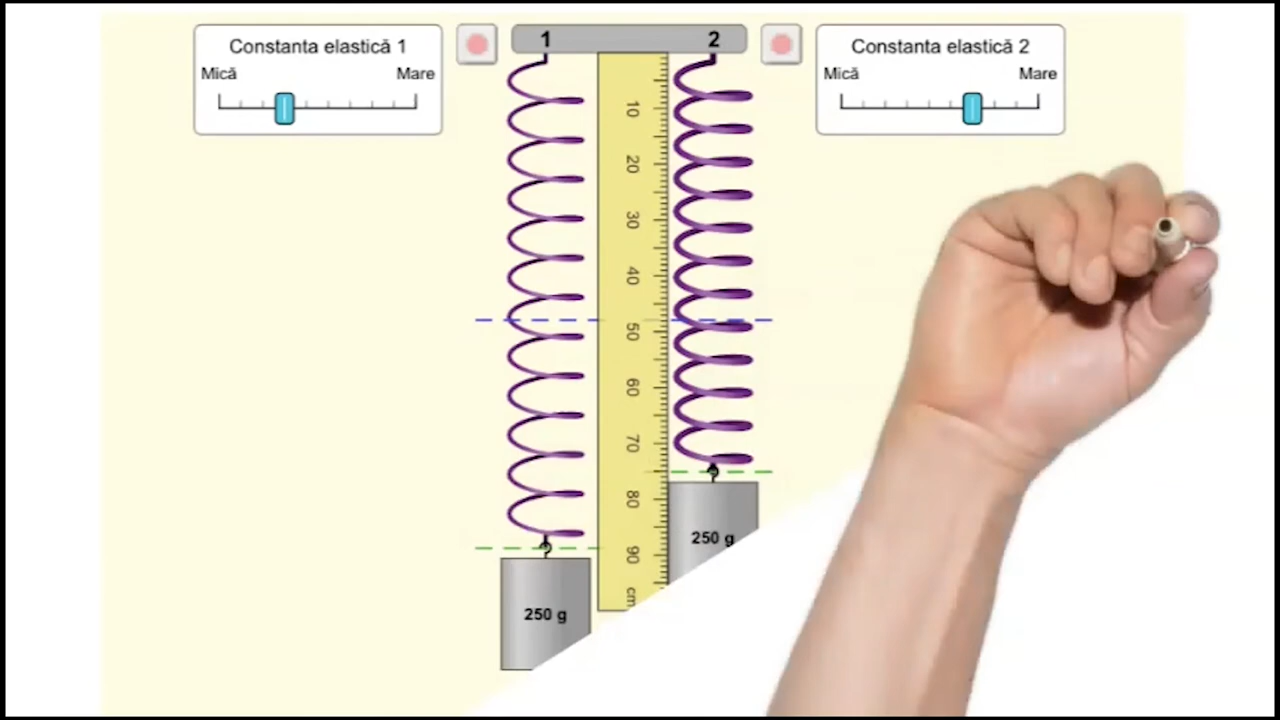 Constanta elastică 1
Mică Mare
1 2
Constanta elastică 2
Mică Mare
10
20
30
40
50
60
70
80
90
cm
250 g
250 g